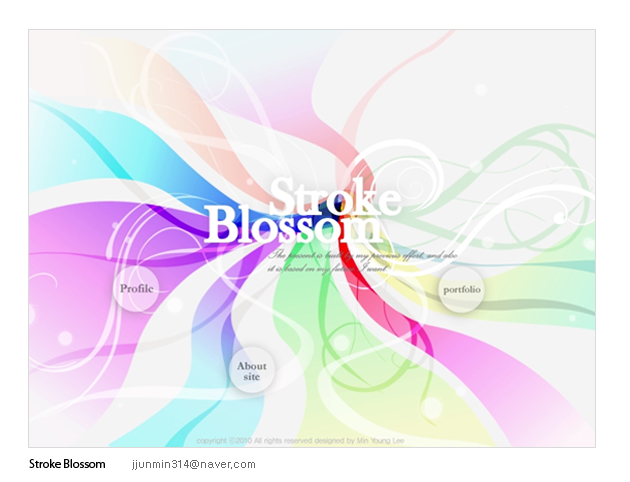 Stroke
Blossom
The present is built by my previous effort, and also
it is based on my future I want.
Profile
portfolio
About
site
copyright ©2010 All rights reserved designed by Min Young Lee
Stroke Blossom jjunmin314@naver.com